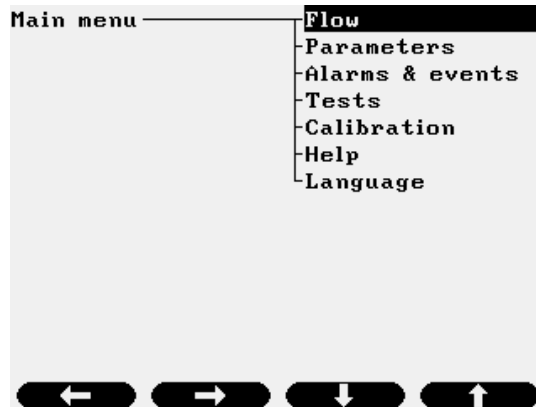 Main menu
Flow
Parameters
Alarms & events
Tests
Calibration
Help
Language